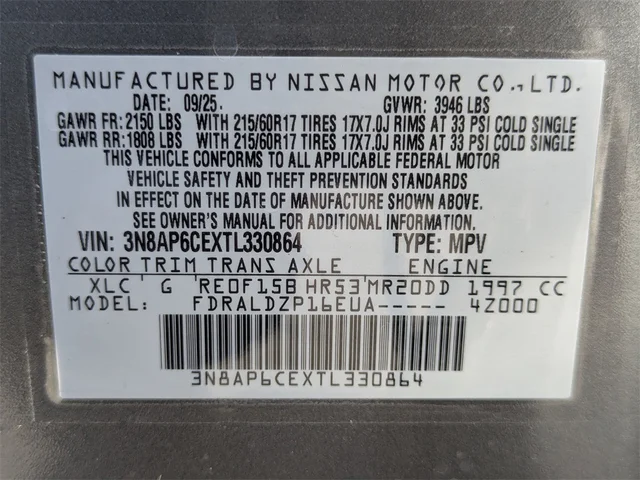 MANUFACTURED BY NISSAN MOTOR CO., LTD.
DATE: 09/25. GVWR: 3946 LBS
GAWR FR: 2150 LBS WITH 215/60R17 TIRES 17X7.0J RIMS AT 33 PSI COLD SINGLE
GAWR RR: 1808 LBS WITH 215/60R17 TIRES 17X7.0J RIMS AT 33 PSI COLD SINGLE
THIS VEHICLE CONFORMS TO ALL APPLICABLE FEDERAL MOTOR
VEHICLE SAFETY AND THEFT PREVENTION STANDARDS
IN EFFECT ON THE DATE OF MANUFACTURE SHOWN ABOVE.
SEE OWNER'S MANUAL FOR ADDITIONAL INFORMATION.
VIN: 3N8AP6CEXTL330864 TYPE: MPV
COLOR TRIM TRANS AXLE ENGINE
XLC G RE0F15B HR53 MR20DD 1997 CC
MODEL: FDRALDZP16EUA----- 4Z000
3N8AP6CEXTL330864